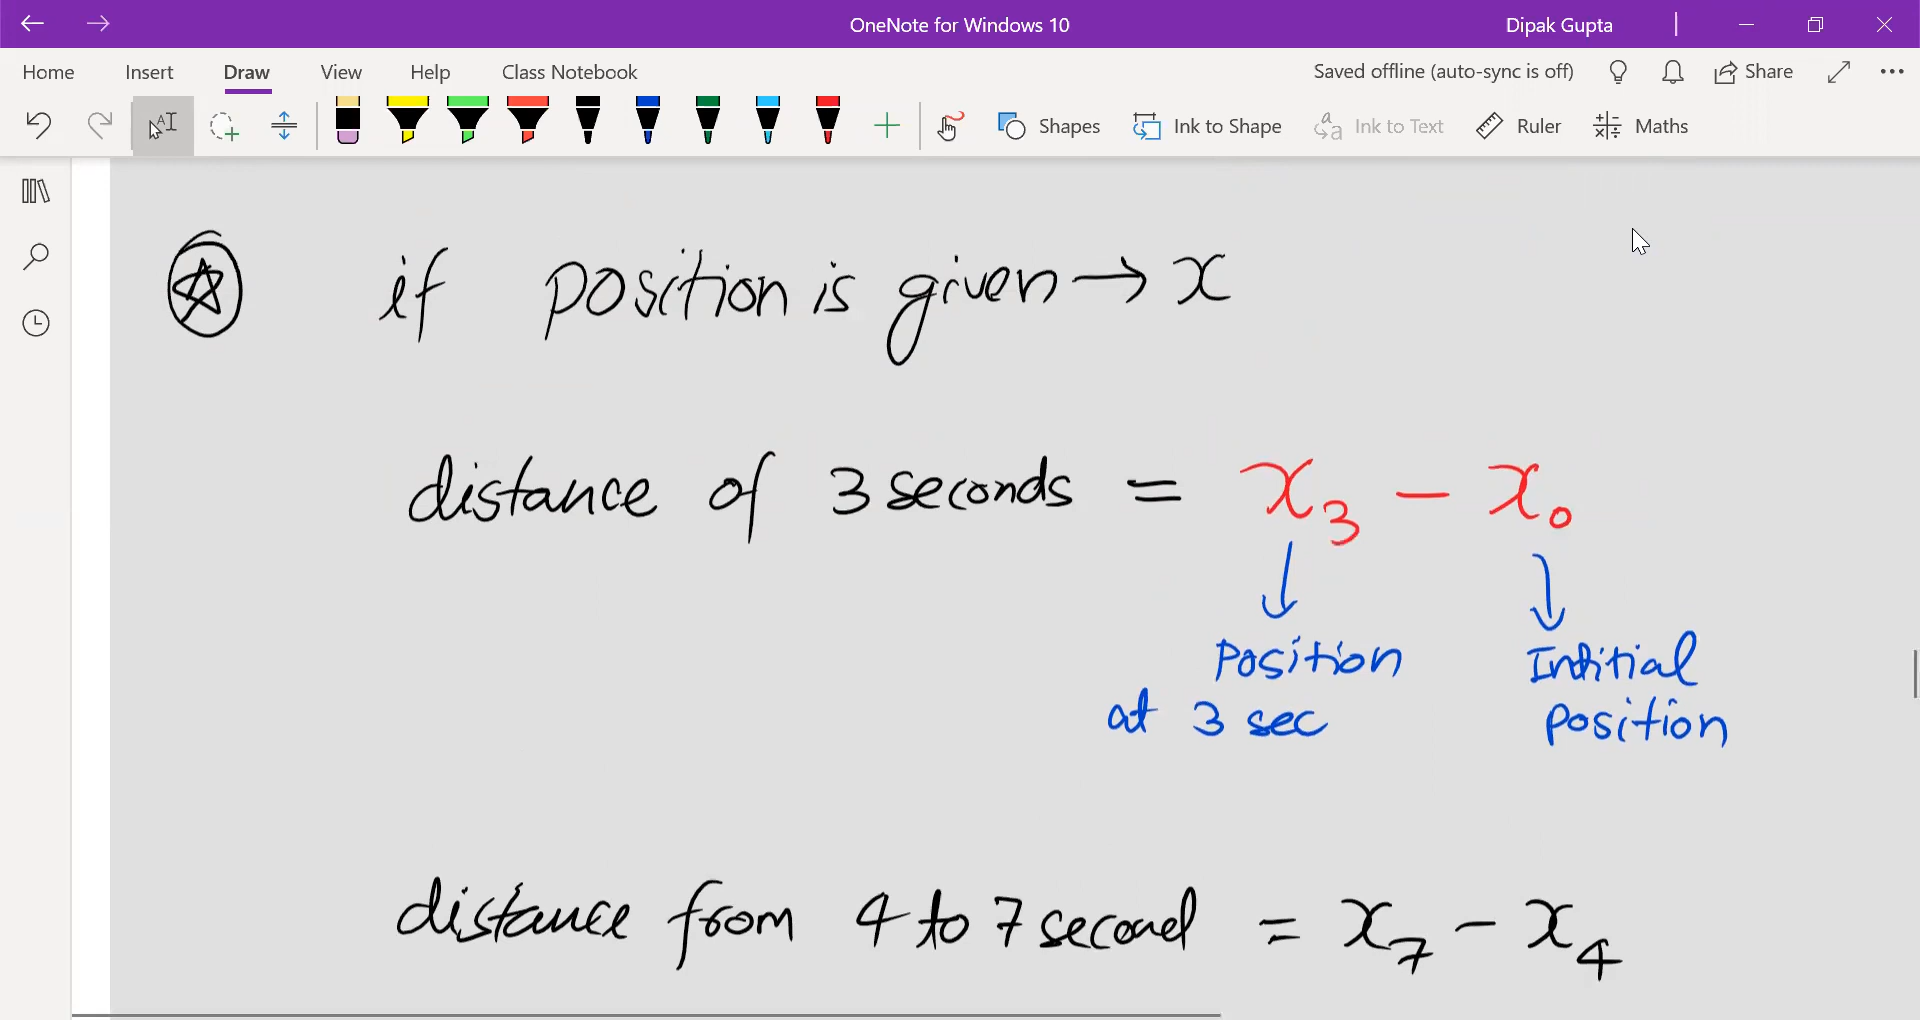 OneNote for Windows 10
Dipak Gupta
Home Insert Draw View Help Class Notebook
Saved offline (auto-sync is off) Share
Shapes Ink to Shape Ink to Text Ruler Maths
if position is given → x
distance of 3 seconds = x₃ − x₀
Position
at 3 sec
Initial
position
distance from 4 to 7 second = x₇ − x₄